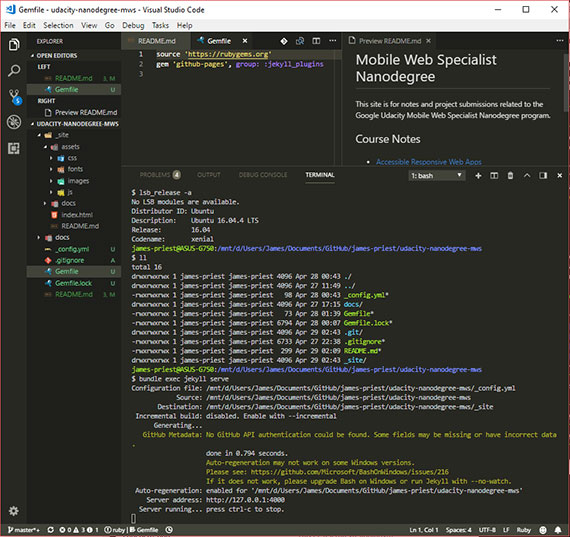 Gemfile - udacity-nanodegree-mws - Visual Studio Code
File Edit Selection View Go Debug Tasks Help
EXPLORER
OPEN EDITORS
LEFT
README.md 3, M
Gemfile U
RIGHT
Preview README.md
UDACITY-NANODEGREE-MWS
_site
assets
css
fonts
images
js
docs
index.html
README.md
docs
_config.yml U
.gitignore A
Gemfile U
Gemfile.lock U
README.md 3, M
5
README.md
Gemfile
1 source 'https://rubygems.org'
2 gem 'github-pages', group: :jekyll_plugins
3
Preview README.md
Mobile Web Specialist
Nanodegree
This site is for notes and project submissions related to the
Google Udacity Mobile Web Specialist Nanodegree program.
Course Notes
Accessible Responsive Web Apps
PROBLEMS 4 OUTPUT DEBUG CONSOLE TERMINAL 1: bash
$ lsb_release -a
No LSB modules are available.
Distributor ID: Ubuntu
Description: Ubuntu 16.04.4 LTS
Release: 16.04
Codename: xenial
james-priest@ASUS-G750:/mnt/d/Users/James/Documents/GitHub/james-priest/udacity-nanodegree-mws
$ ll
total 16
drwxrwxrwx 1 james-priest james-priest 4096 Apr 28 00:43 ./
drwxrwxrwx 1 james-priest james-priest 4096 Apr 27 11:49 ../
-rwxrwxrwx 1 james-priest james-priest 98 Apr 28 00:43 _config.yml*
drwxrwxrwx 1 james-priest james-priest 4096 Apr 27 17:15 docs/
-rwxrwxrwx 1 james-priest james-priest 73 Apr 28 01:39 Gemfile*
-rwxrwxrwx 1 james-priest james-priest 6794 Apr 28 00:07 Gemfile.lock*
drwxrwxrwx 1 james-priest james-priest 4096 Apr 29 02:43 .git/
-rwxrwxrwx 1 james-priest james-priest 6733 Apr 27 22:38 .gitignore*
-rwxrwxrwx 1 james-priest james-priest 299 Apr 29 02:09 README.md*
drwxrwxrwx 1 james-priest james-priest 4096 Apr 29 02:43 _site/
james-priest@ASUS-G750:/mnt/d/Users/James/Documents/GitHub/james-priest/udacity-nanodegree-mws
$ bundle exec jekyll serve
Configuration file: /mnt/d/Users/James/Documents/GitHub/james-priest/udacity-nanodegree-mws/_config.yml
Source: /mnt/d/Users/James/Documents/GitHub/james-priest/udacity-nanodegree-mws
Destination: /mnt/d/Users/James/Documents/GitHub/james-priest/udacity-nanodegree-mws/_site
Incremental build: disabled. Enable with --incremental
Generating...
GitHub Metadata: No GitHub API authentication could be found. Some fields may be missing or have incorrect data
.
done in 0.794 seconds.
Auto-regeneration may not work on some Windows versions.
Please see: https://github.com/Microsoft/BashOnWindows/issues/216
If it does not work, please upgrade Bash on Windows or run Jekyll with --no-watch.
Auto-regeneration: enabled for '/mnt/d/Users/James/Documents/GitHub/james-priest/udacity-nanodegree-mws'
Server address: http://127.0.0.1:4000
Server running... press ctrl-c to stop.
master*+ 0 3 1 ruby | Gemfile Ln 1, Col 1 Spaces: 4 UTF-8 LF Ruby